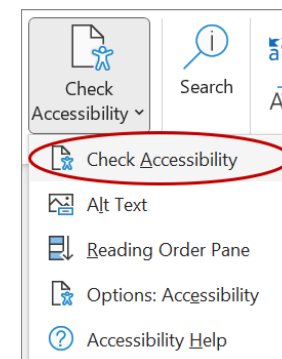 Check
Accessibility
Search
Check Accessibility
Alt Text
Reading Order Pane
Options: Accessibility
Accessibility Help